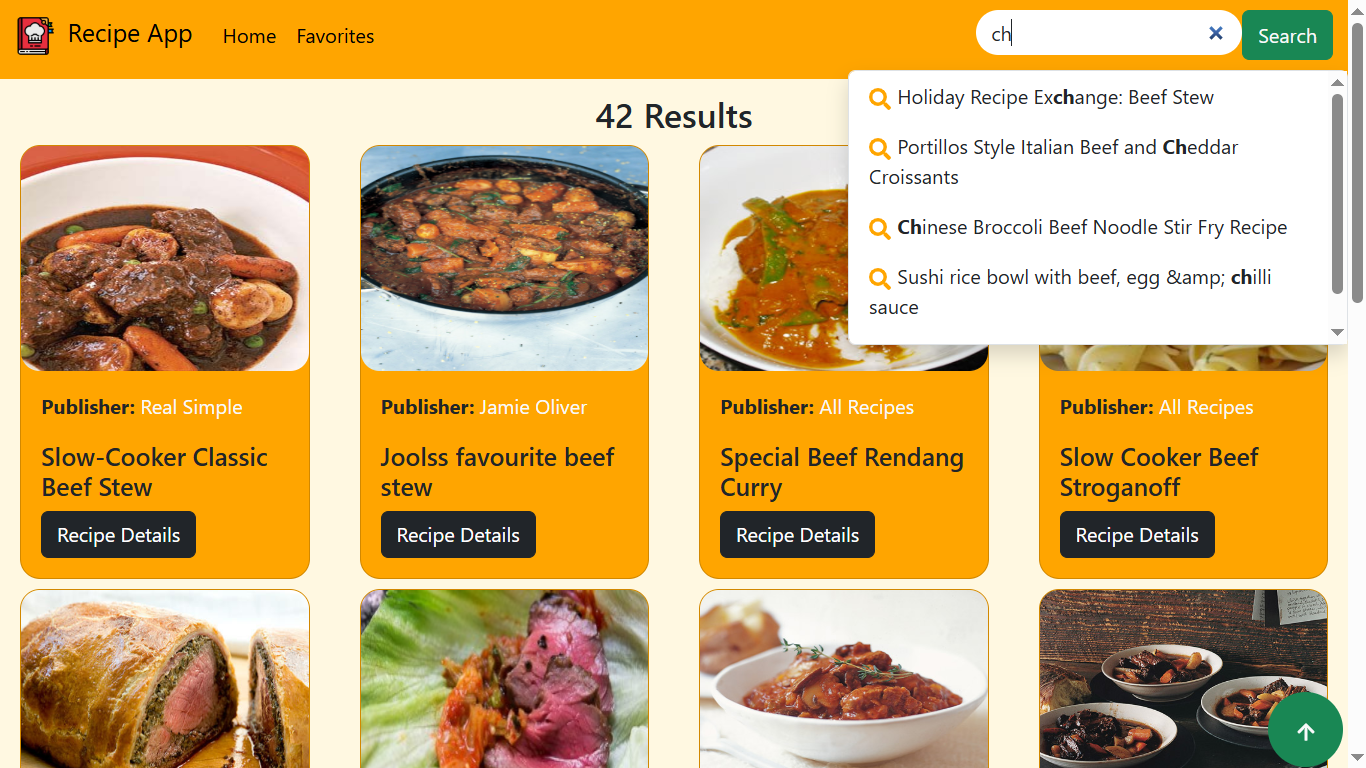 Recipe App
Home
Favorites
ch
Search
Holiday Recipe Exchange: Beef Stew
Portillos Style Italian Beef and Cheddar
Croissants
Chinese Broccoli Beef Noodle Stir Fry Recipe
Sushi rice bowl with beef, egg &amp; chilli
sauce
42 Results
Publisher: Real Simple
Slow-Cooker Classic
Beef Stew
Recipe Details
Publisher: Jamie Oliver
Joolss favourite beef
stew
Recipe Details
Publisher: All Recipes
Special Beef Rendang
Curry
Recipe Details
Publisher: All Recipes
Slow Cooker Beef
Stroganoff
Recipe Details